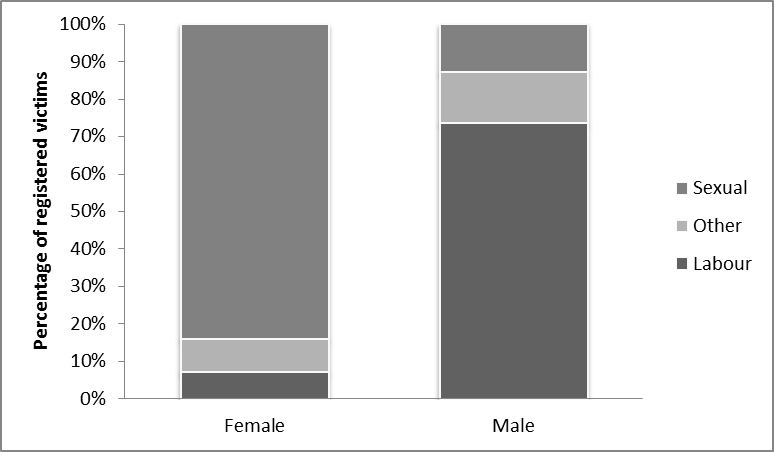 Percentage of registered victims
100%
90%
80%
70%
60%
50%
40%
30%
20%
10%
0%
Female
Male
Sexual
Other
Labour